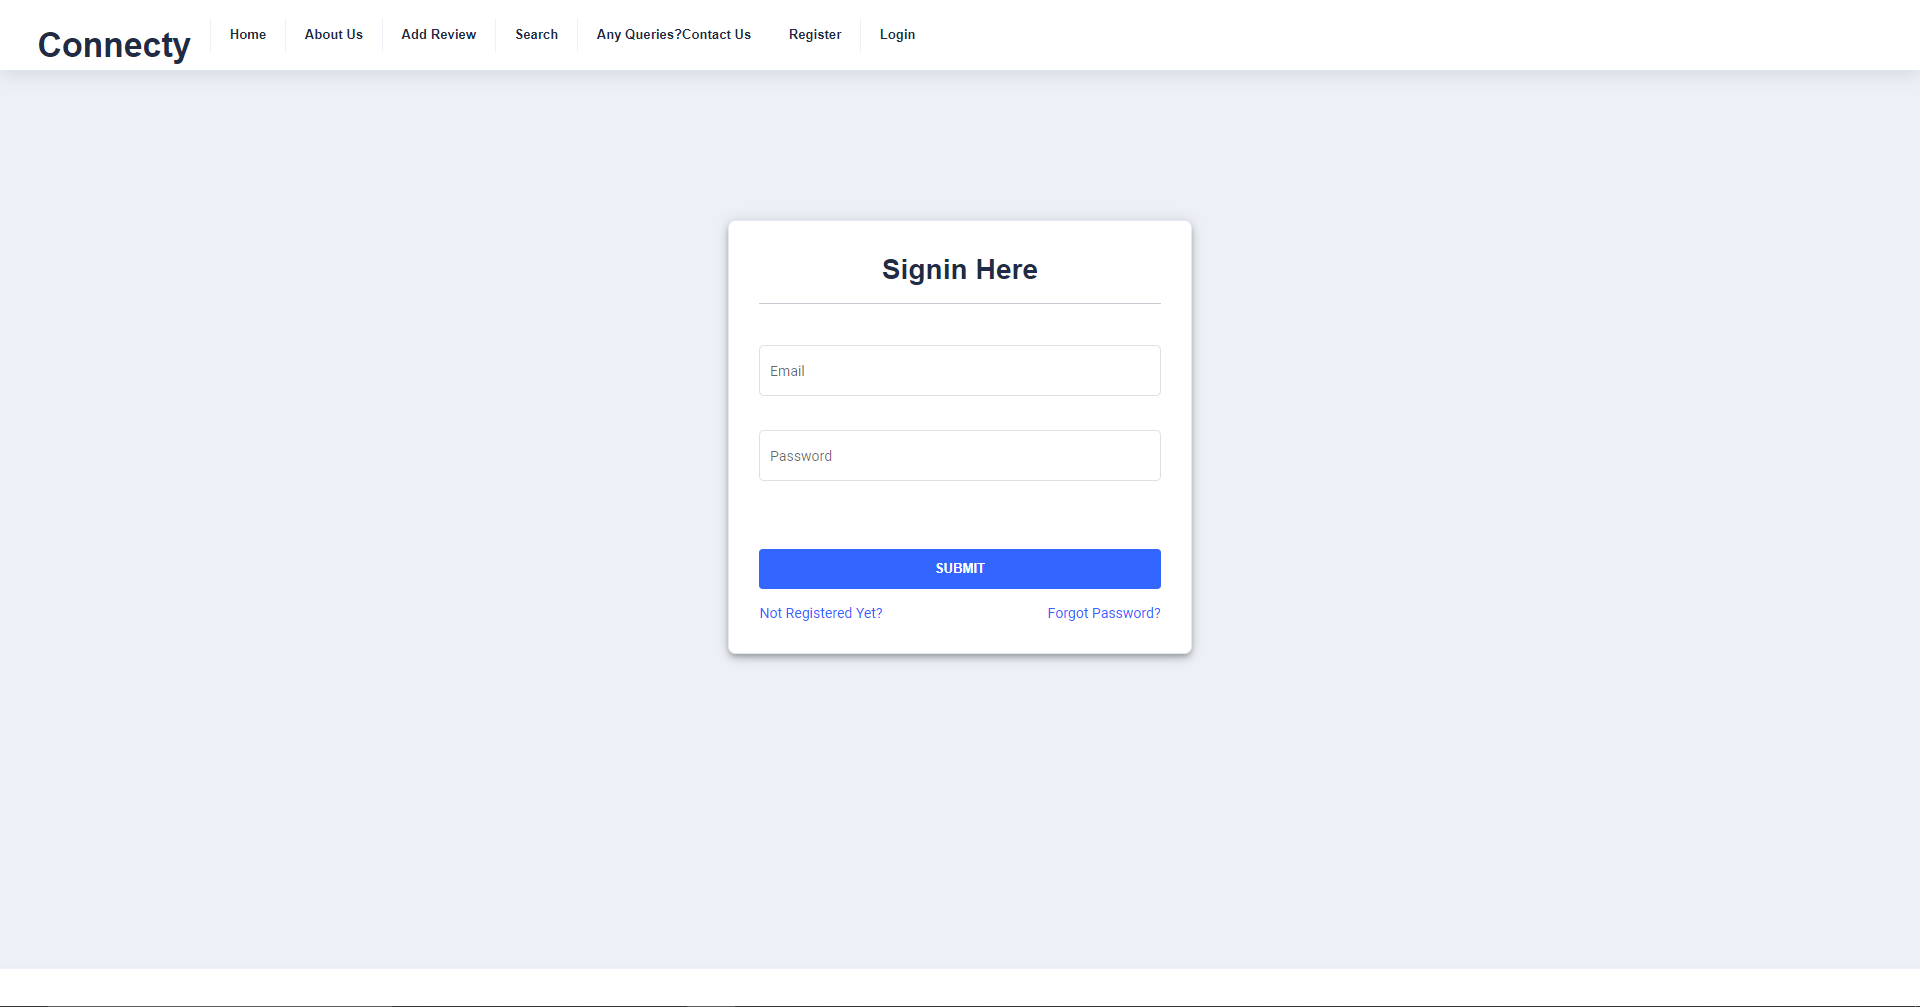 Connecty
Home
About Us
Add Review
Search
Any Queries?Contact Us
Register
Login
Signin Here
Email
Password
SUBMIT
Not Registered Yet?
Forgot Password?